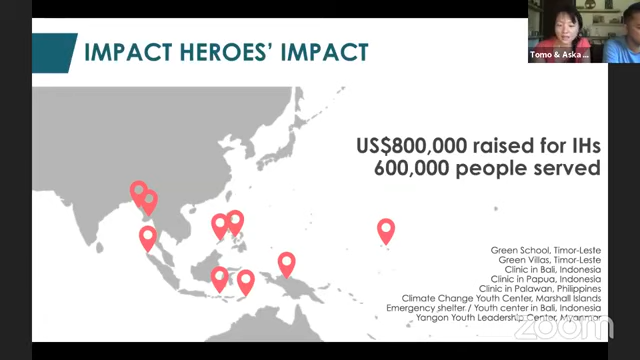 IMPACT HEROES' IMPACT
Tomo & Aska ...
US$800,000 raised for IHs
600,000 people served
Green School, Timor-Leste
Green Villas, Timor-Leste
Clinic in Bali, Indonesia
Clinic in Papua, Indonesia
Clinic in Palawan, Philippines
Climate Change Youth Center, Marshall Islands
Emergency shelter / Youth center in Bali, Indonesia
Yangon Youth Leadership Center, Myanmar
zoom